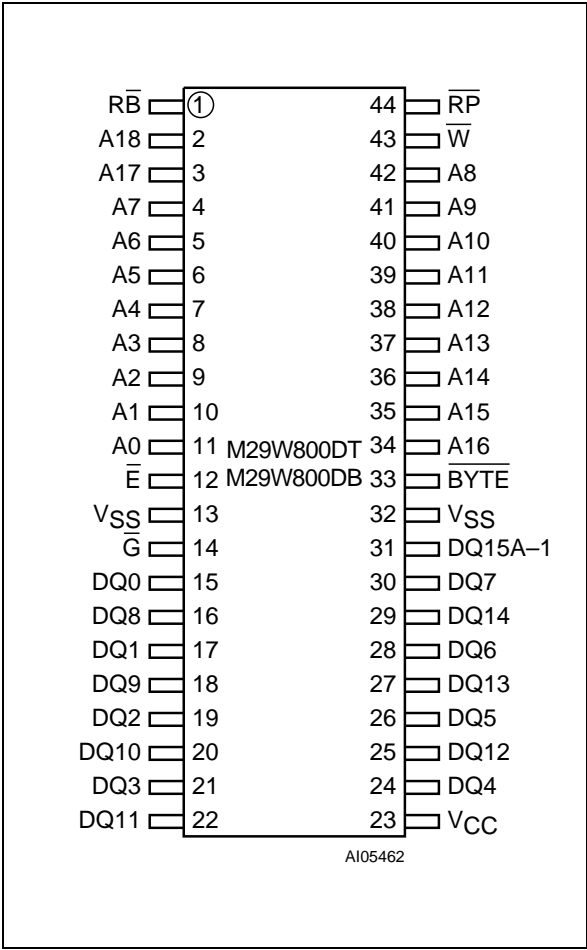 RB̅ 1 44 R̅P̅
A18 2 43 W̅
A17 3 42 A8
A7 4 41 A9
A6 5 40 A10
A5 6 39 A11
A4 7 38 A12
A3 8 37 A13
A2 9 36 A14
A1 10 35 A15
A0 11 M29W800DT 34 A16
E̅ 12 M29W800DB 33 B̅Y̅T̅E̅
VSS 13 32 VSS
G̅ 14 31 DQ15A–1
DQ0 15 30 DQ7
DQ8 16 29 DQ14
DQ1 17 28 DQ6
DQ9 18 27 DQ13
DQ2 19 26 DQ5
DQ10 20 25 DQ12
DQ3 21 24 DQ4
DQ11 22 23 VCC
AI05462